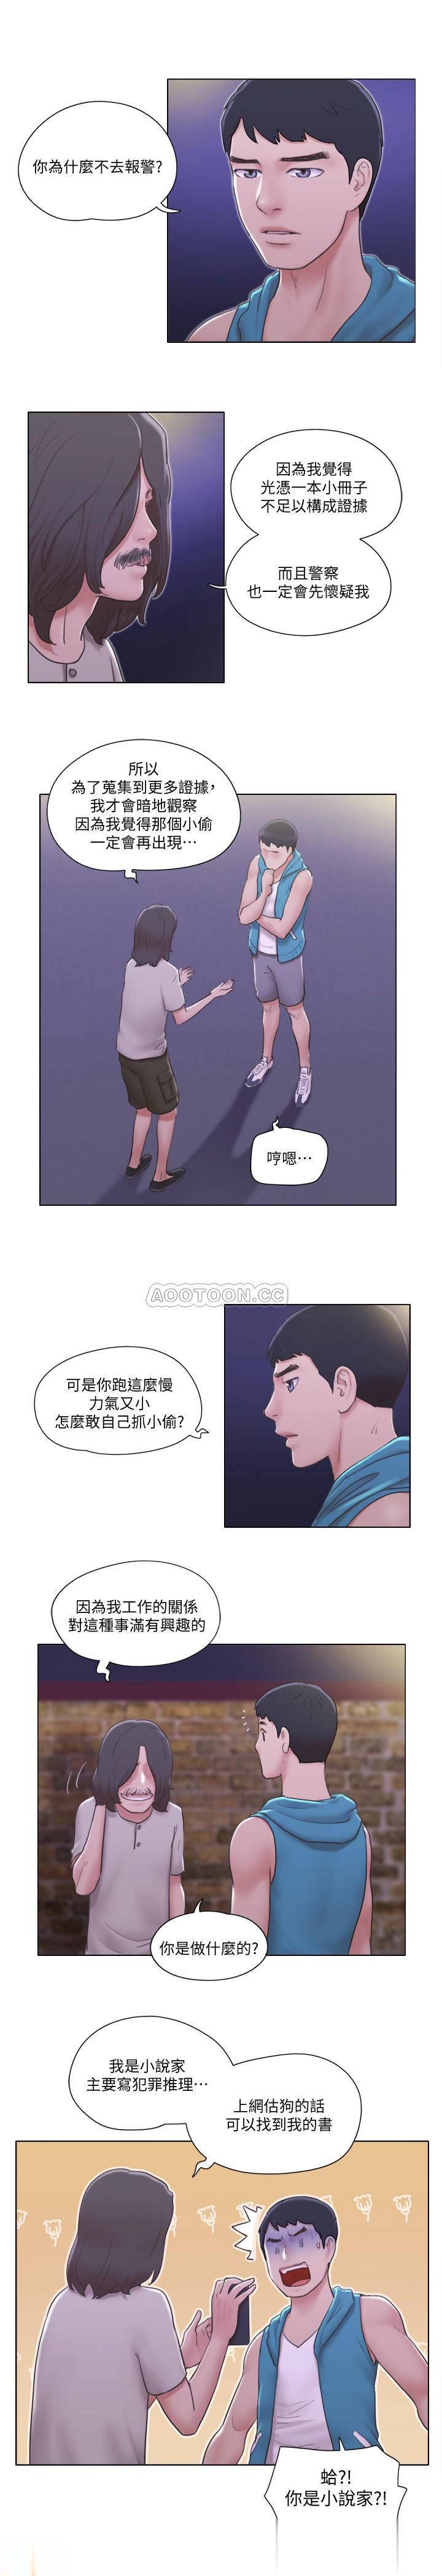 你為什麼不去報警?
因為我覺得
光憑一本小冊子
不足以構成證據
而且警察
也一定會先懷疑我
所以
為了蒐集到更多證據，
我才會暗地觀察
因為我覺得那個小偷
一定會再出現⋯
哼嗯⋯
AOOTOON.CC
可是你跑這麼慢
力氣又小
怎麼敢自己抓小偷?
因為我工作的關係
對這種事滿有興趣的
你是做什麼的?
我是小說家
主要寫犯罪推理⋯
上網估狗的話
可以找到我的書
蛤?!
你是小說家?!